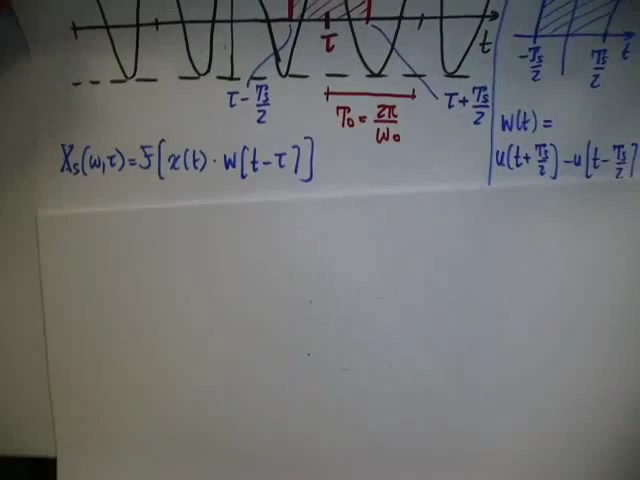 τ
t
τ - Ts/2
τ + Ts/2
T₀ = 2π/ω₀
Xₛ(ω,τ) = F[x(t) · w[t-τ]]
-Ts/2
Ts/2
t
w(t) =
u[t + Ts/2] - u[t - Ts/2]